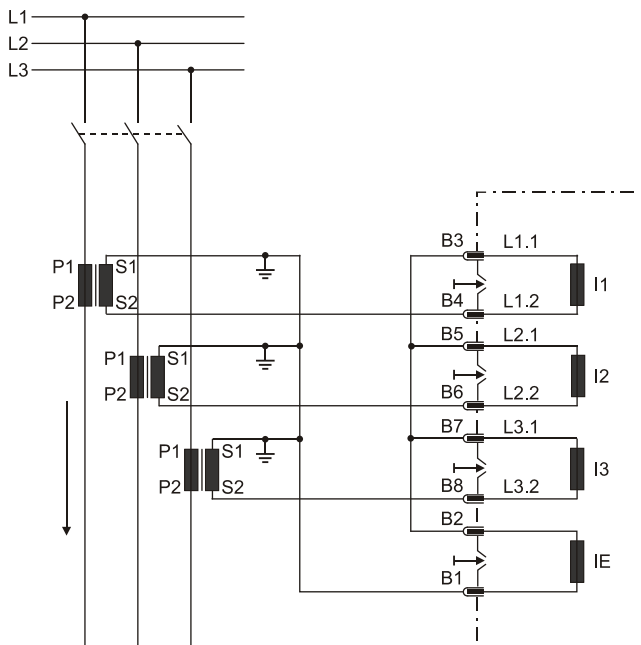 L1
L2
L3
B3 L1.1
P1 S1 I1
P2 S2 B4 L1.2
B5 L2.1
P1 S1 I2
P2 S2 B6 L2.2
B7 L3.1
P1 S1 I3
P2 S2 B8 L3.2
B2
IE
B1